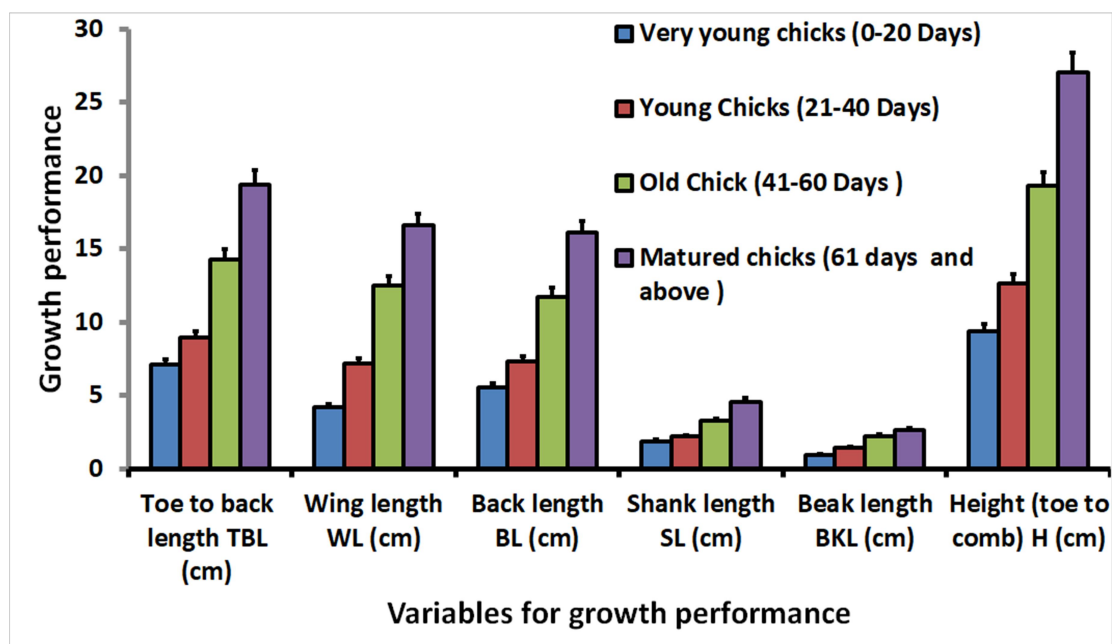 30
25
20
15
10
5
0
Growth performance
Very young chicks (0-20 Days)
Young Chicks (21-40 Days)
Old Chick (41-60 Days )
Matured chicks (61 days and
above )
Toe to back
length TBL
(cm)
Wing length
WL (cm)
Back length
BL (cm)
Shank length
SL (cm)
Beak length
BKL (cm)
Height (toe to
comb) H (cm)
Variables for growth performance